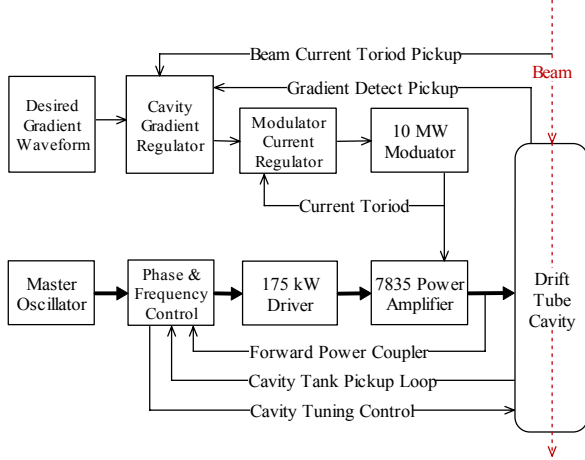 Beam Current Toriod Pickup
Beam
Gradient Detect Pickup
Desired
Gradient
Waveform
Cavity
Gradient
Regulator
Modulator
Current
Regulator
10 MW
Moduator
Current Toriod
Master
Oscillator
Phase &
Frequency
Control
175 kW
Driver
7835 Power
Amplifier
Drift
Tube
Cavity
Forward Power Coupler
Cavity Tank Pickup Loop
Cavity Tuning Control